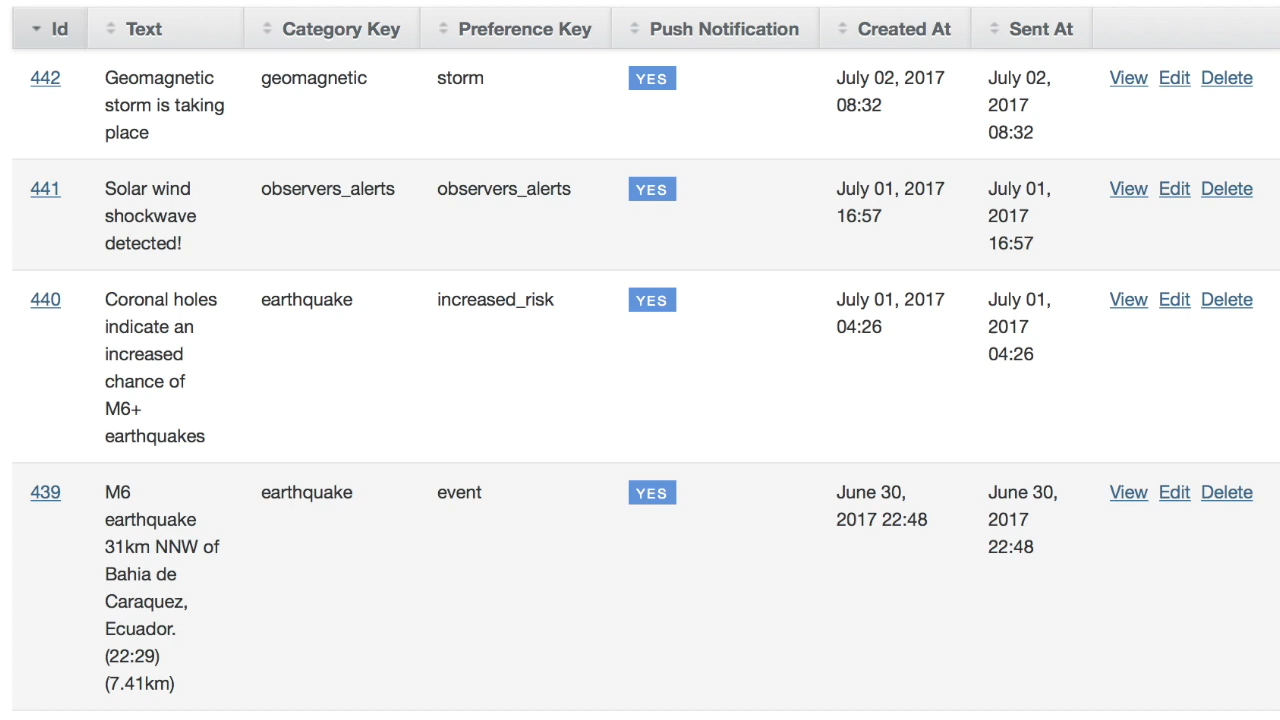 Id Text Category Key Preference Key Push Notification Created At Sent At
442 Geomagnetic geomagnetic storm YES July 02, 2017 July 02, View Edit Delete
storm is taking 08:32 2017
place 08:32
441 Solar wind observers_alerts observers_alerts YES July 01, 2017 July 01, View Edit Delete
shockwave 16:57 2017
detected! 16:57
440 Coronal holes earthquake increased_risk YES July 01, 2017 July 01, View Edit Delete
indicate an 04:26 2017
increased 04:26
chance of
M6+
earthquakes
439 M6 earthquake event YES June 30, June 30, View Edit Delete
earthquake 2017 22:48 2017
31km NNW of 22:48
Bahia de
Caraquez,
Ecuador.
(22:29)
(7.41km)